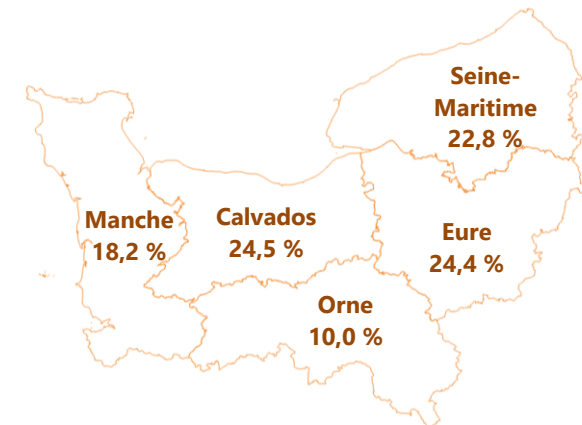 Seine-
Maritime
22,8 %
Manche
18,2 %
Calvados
24,5 %
Eure
24,4 %
Orne
10,0 %